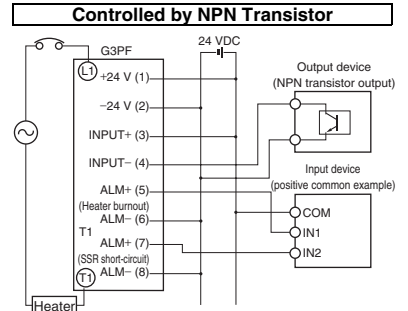 Controlled by NPN Transistor
G3PF
24 VDC
L1
+24 V (1)
−24 V (2)
INPUT+ (3)
INPUT− (4)
ALM+ (5)
(Heater burnout)
ALM− (6)
T1
ALM+ (7)
(SSR short-circuit)
T1
ALM− (8)
Heater
Output device
(NPN transistor output)
Input device
(positive common example)
COM
IN1
IN2